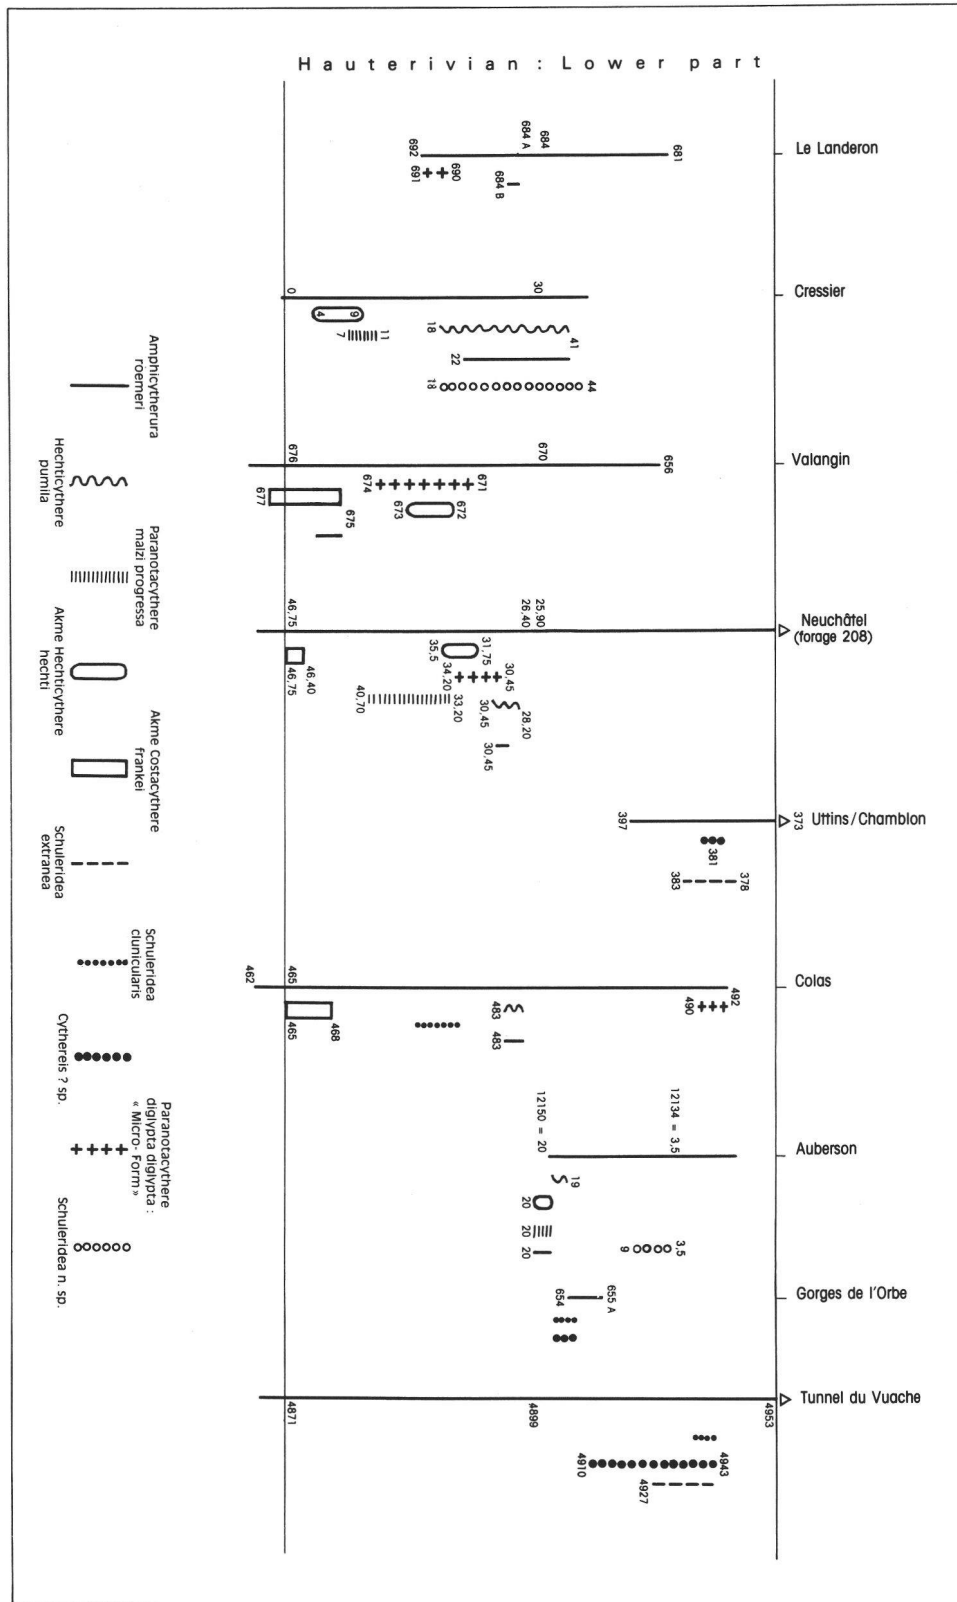 Hauterivian : Lower part
Le Landeron
681
684
684 A
692
690
691
684 B
Cressier
30
0
9
4
11
7
18
41
22
18
44
Valangin
656
670
676
671
674
677
672
673
675
Neuchâtel
(forage 208)
25,90
26,40
46,75
31,75
35,5
46,40
46,75
30,45
34,20
33,20
40,70
28,20
30,45
30,45
Uttins/Chamblon
373
397
381
378
383
Colas
492
465
462
490
483
468
465
483
Auberson
12134 = 3,5
12150 = 20
19
20
20
20
3,5
9
Gorges de l'Orbe
655 A
654
Tunnel du Vuache
4953
4899
4871
4943
4910
4927
Amphicytherura
roemeri
Hechticythere
pumila
Paranotacythere
malzi progressa
Akme Hechticythere
hechti
Akme Costacythere
frankei
Schuleridea
extranea
Schuleridea
clunicularis
Cythereis ? sp.
Paranotacythere
diglypta diglypta :
« Micro-Form »
Schuleridea n. sp.